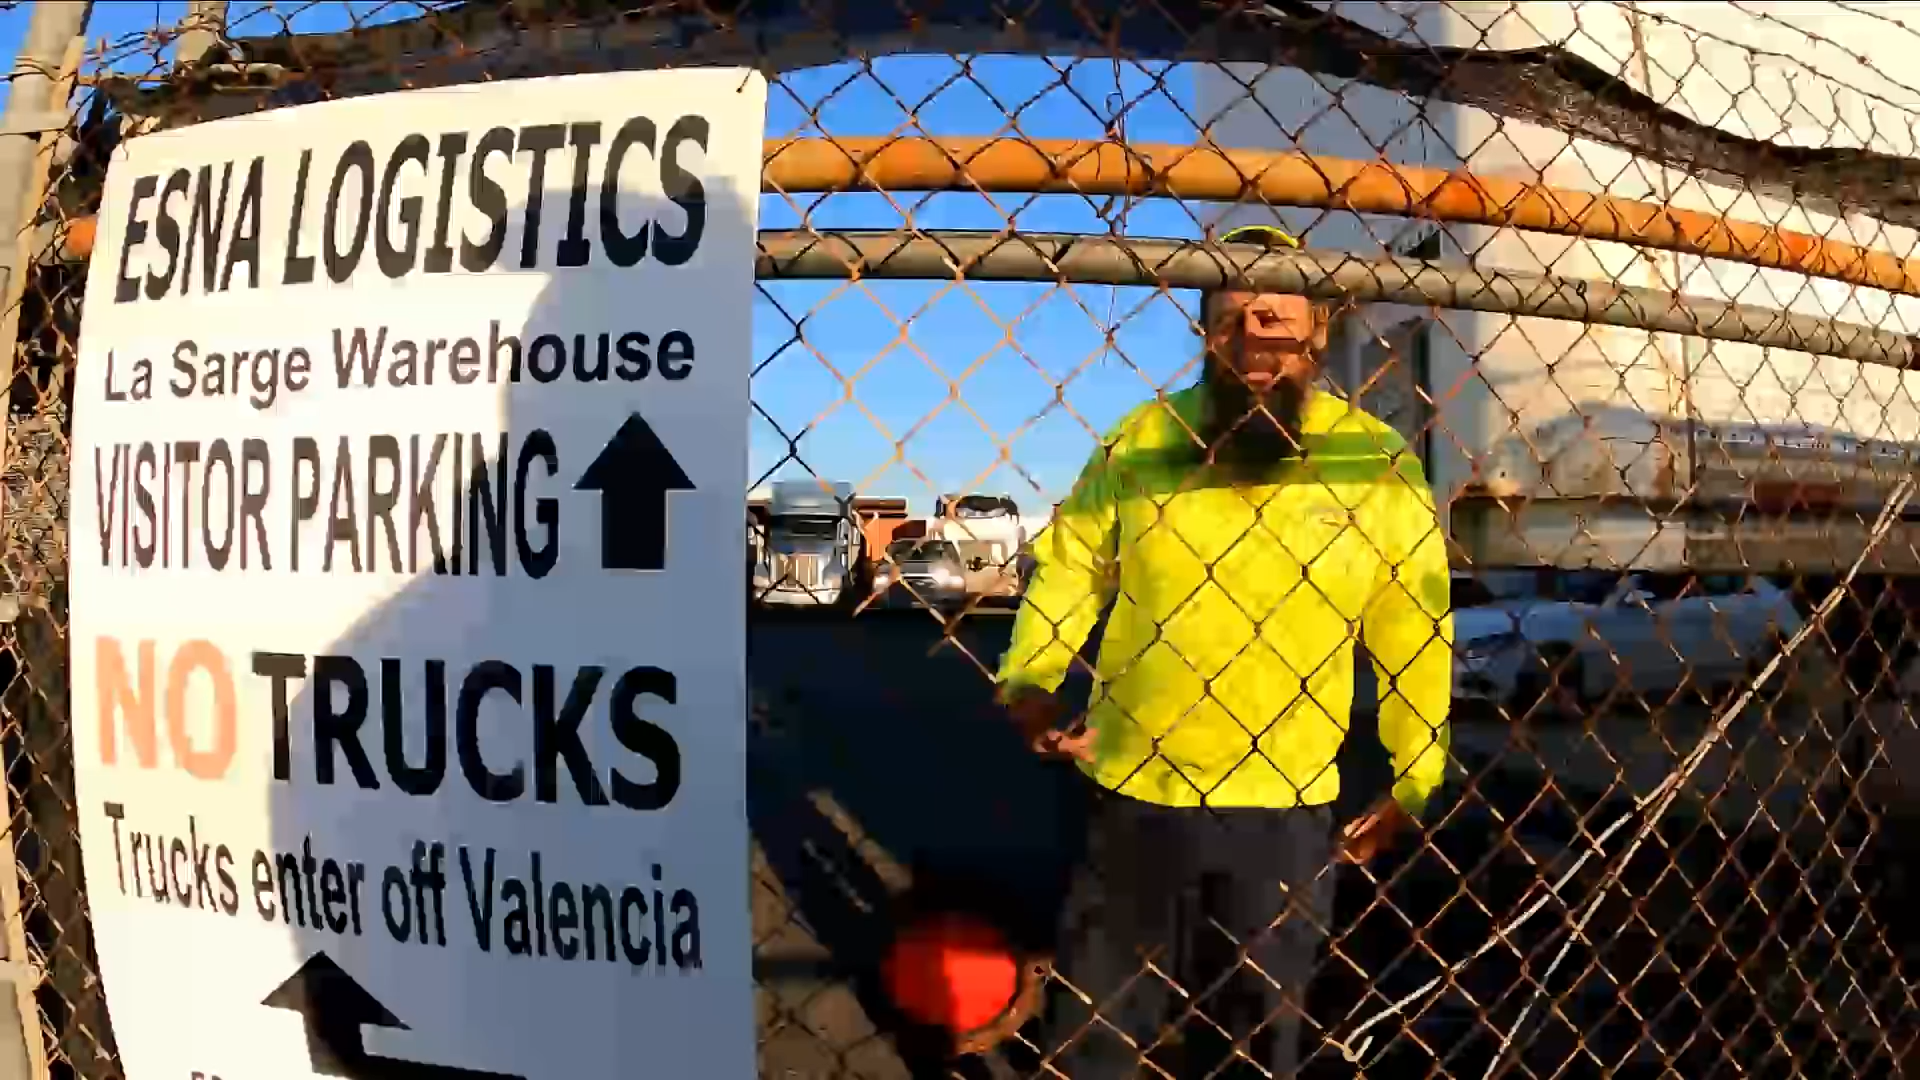 ESNA LOGISTICS
La Sarge Warehouse
VISITOR PARKING
NO TRUCKS
Trucks enter off Valencia